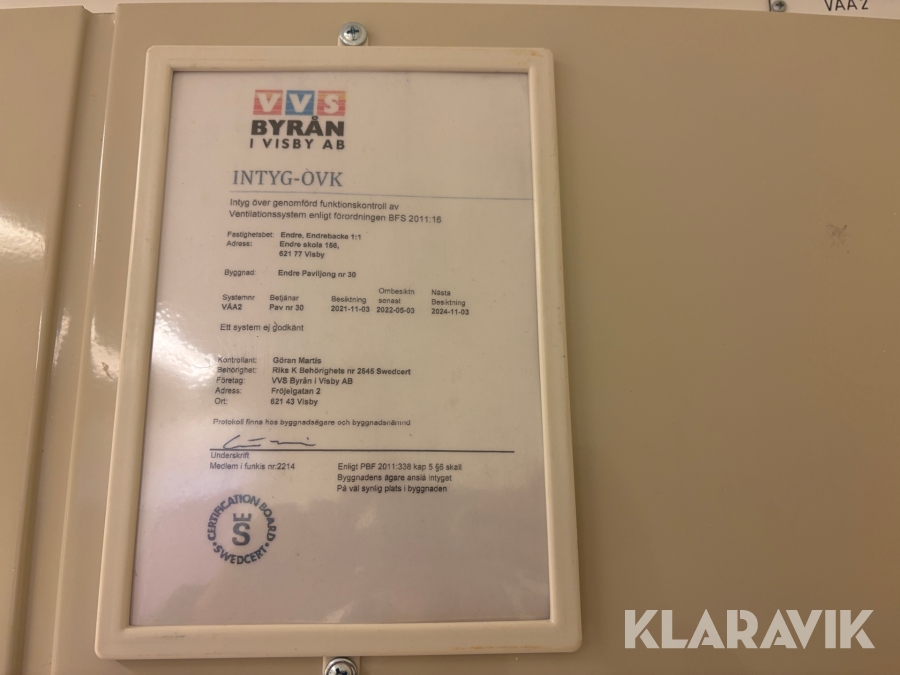 VÄA2
VVS
BYRÅN
I VISBY AB
INTYG-ÖVK
Intyg över genomförd funktionskontroll av
Ventilationssystem enligt förordningen BFS 2011:16
Fastighetsbet: Endre, Endrebacke 1:1
Adress: Endre skola 156,
621 77 Visby
Byggnad: Endre Paviljong nr 30
Systemnr Betjänar Besiktning Ombesiktn senast Nästa Besiktning
VÄA2 Pav nr 30 2021-11-03 2022-05-03 2024-11-03
Ett system ej godkänt
Kontrollant: Göran Martis
Behörighet: Riks K Behörighets nr 2545 Swedcert
Företag: VVS Byrån i Visby AB
Adress: Fröjelgatan 2
Ort: 621 43 Visby
Protokoll finns hos byggnadsägare och byggnadsnämnd
Underskrift
Medlem i funkis nr:2214 Enligt PBF 2011:338 kap 5 §6 skall
Byggnadens ägare anslå intyget
På väl synlig plats i byggnaden
CERTIFICATION BOARD
S
SWEDCERT
KLARAVIK